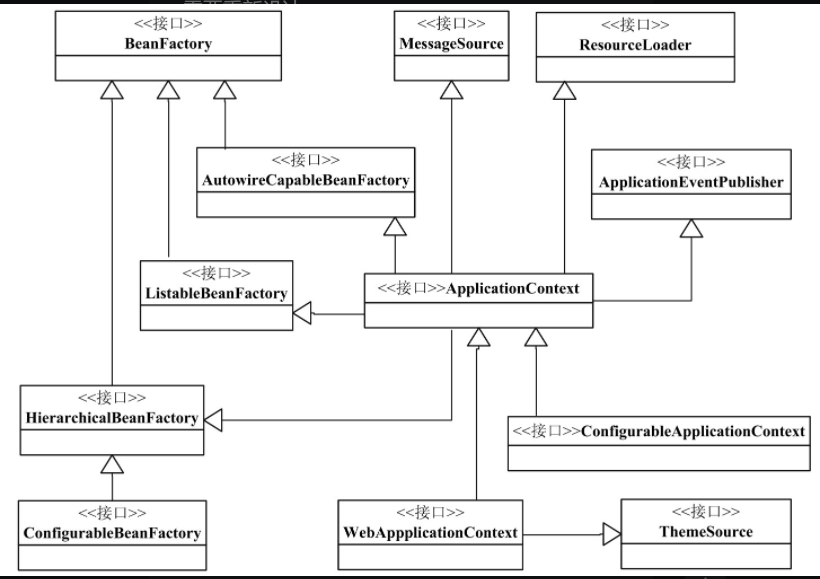 <<接口>>
BeanFactory
<<接口>>
MessageSource
<<接口>>
ResourceLoader
<<接口>>
AutowireCapableBeanFactory
<<接口>>
ApplicationEventPublisher
<<接口>>
ListableBeanFactory
<<接口>>ApplicationContext
<<接口>>
HierarchicalBeanFactory
<<接口>>ConfigurableApplicationContext
<<接口>>
ConfigurableBeanFactory
<<接口>>
WebAppplicationContext
<<接口>>
ThemeSource